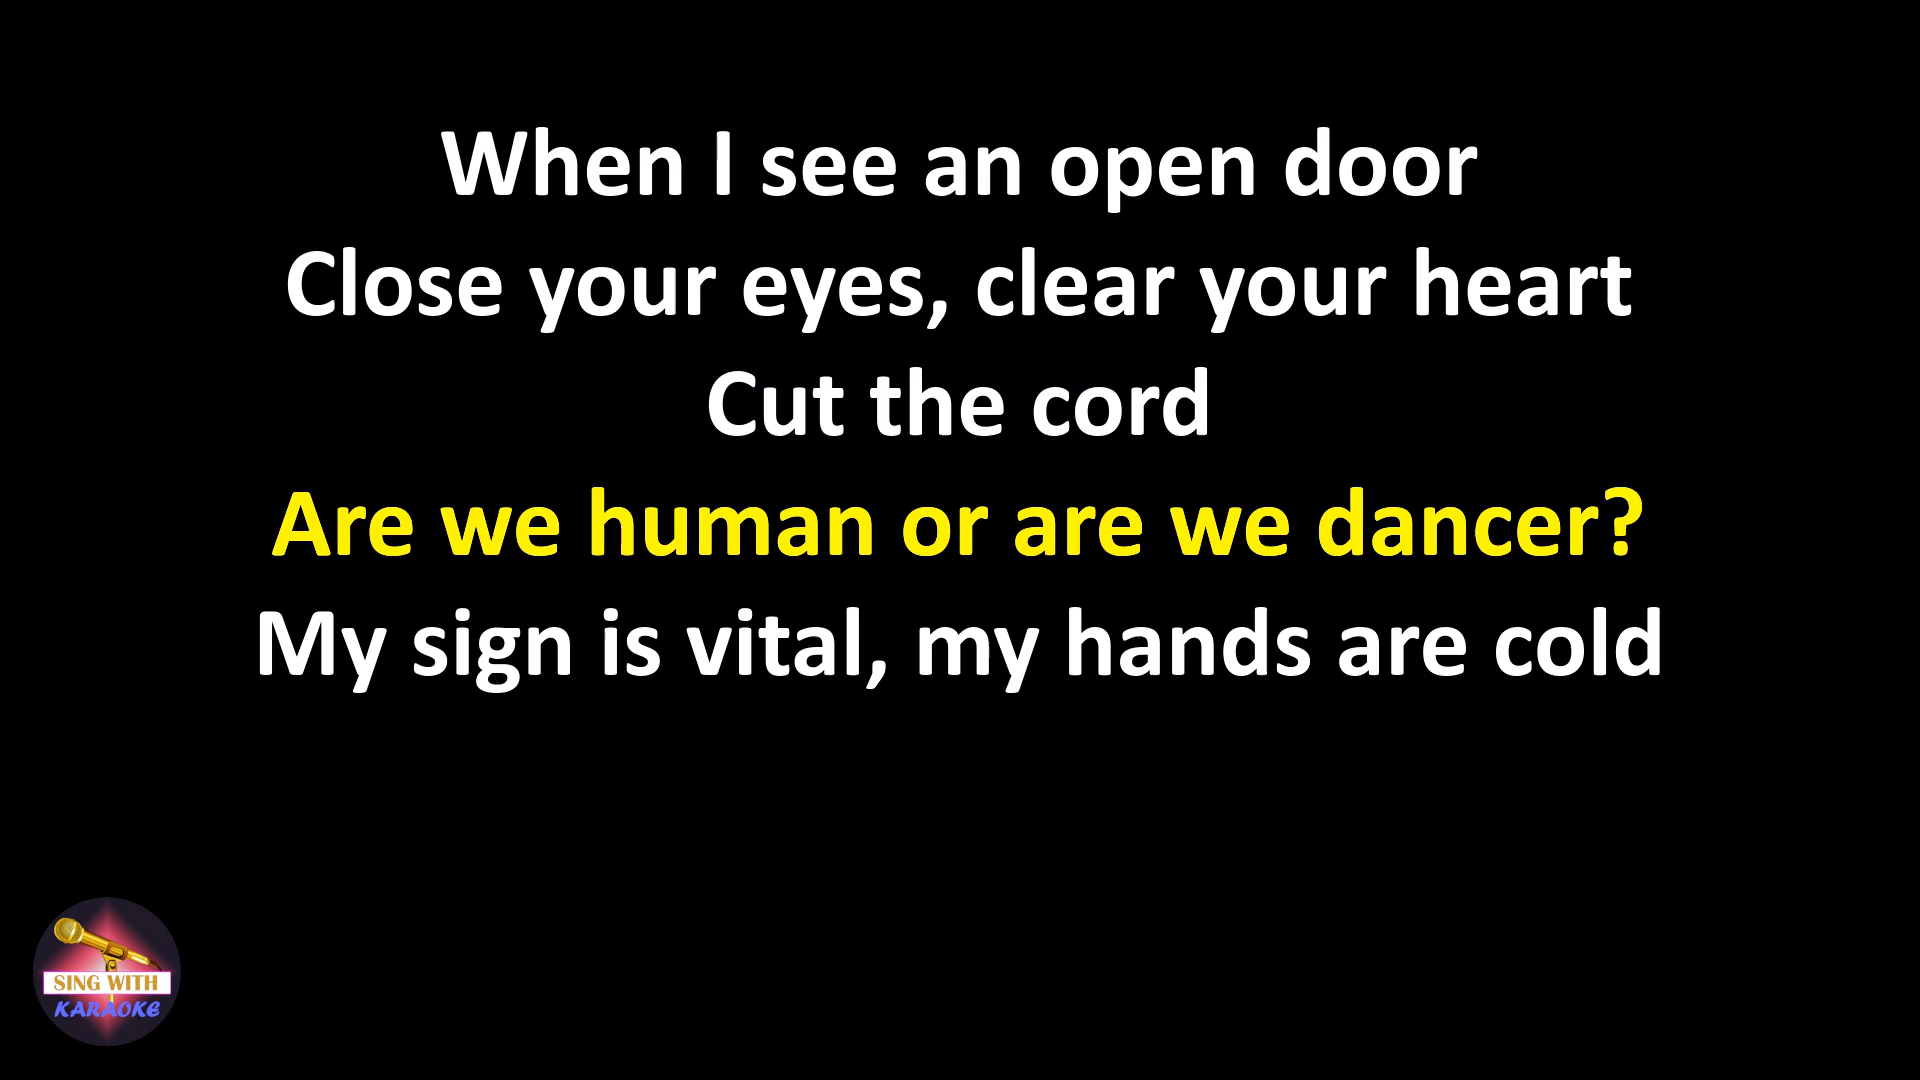 When I see an open door
Close your eyes, clear your heart
Cut the cord
Are we human or are we dancer?
My sign is vital, my hands are cold
SING WITH
KARAOKE